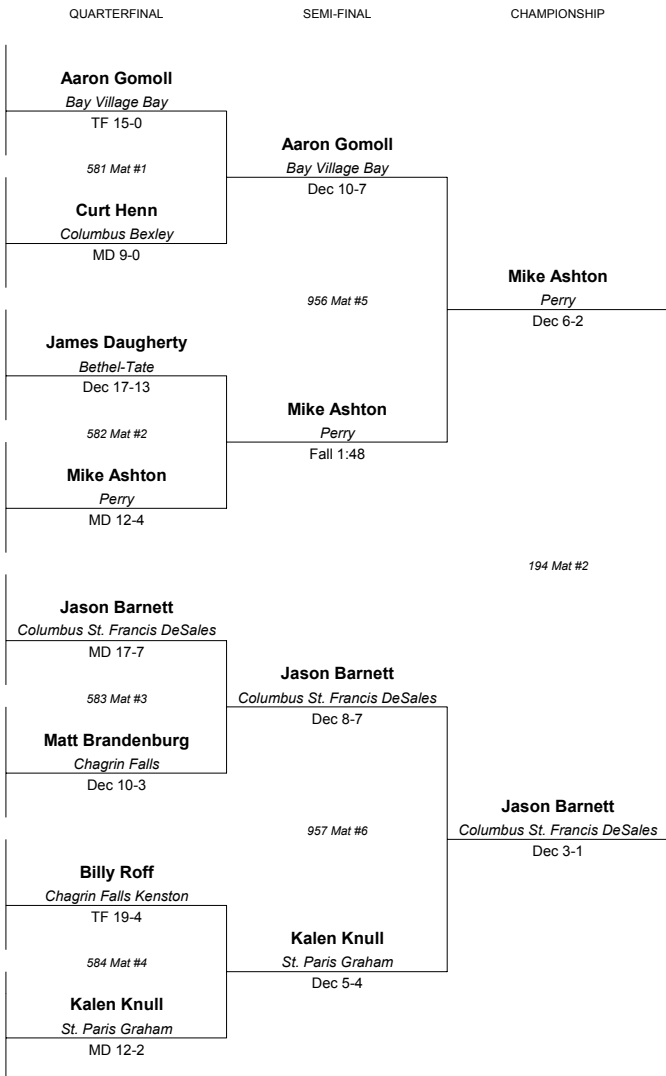 QUARTERFINAL SEMI-FINAL CHAMPIONSHIP
Aaron Gomoll
Bay Village Bay
TF 15-0
581 Mat #1
Curt Henn
Columbus Bexley
MD 9-0
James Daugherty
Bethel-Tate
Dec 17-13
582 Mat #2
Mike Ashton
Perry
MD 12-4
Jason Barnett
Columbus St. Francis DeSales
MD 17-7
583 Mat #3
Matt Brandenburg
Chagrin Falls
Dec 10-3
Billy Roff
Chagrin Falls Kenston
TF 19-4
584 Mat #4
Kalen Knull
St. Paris Graham
MD 12-2
Aaron Gomoll
Bay Village Bay
Dec 10-7
956 Mat #5
Mike Ashton
Perry
Fall 1:48
Jason Barnett
Columbus St. Francis DeSales
Dec 8-7
957 Mat #6
Kalen Knull
St. Paris Graham
Dec 5-4
Mike Ashton
Perry
Dec 6-2
194 Mat #2
Jason Barnett
Columbus St. Francis DeSales
Dec 3-1